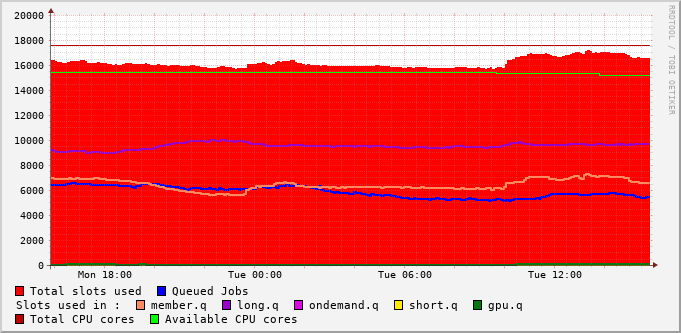 RRDTOOL / TOBI OETIKER
20000
18000
16000
14000
12000
10000
8000
6000
4000
2000
0
Mon 18:00 Tue 00:00 Tue 06:00 Tue 12:00
Total slots used Queued Jobs
Slots used in : member.q long.q ondemand.q short.q gpu.q
Total CPU cores Available CPU cores